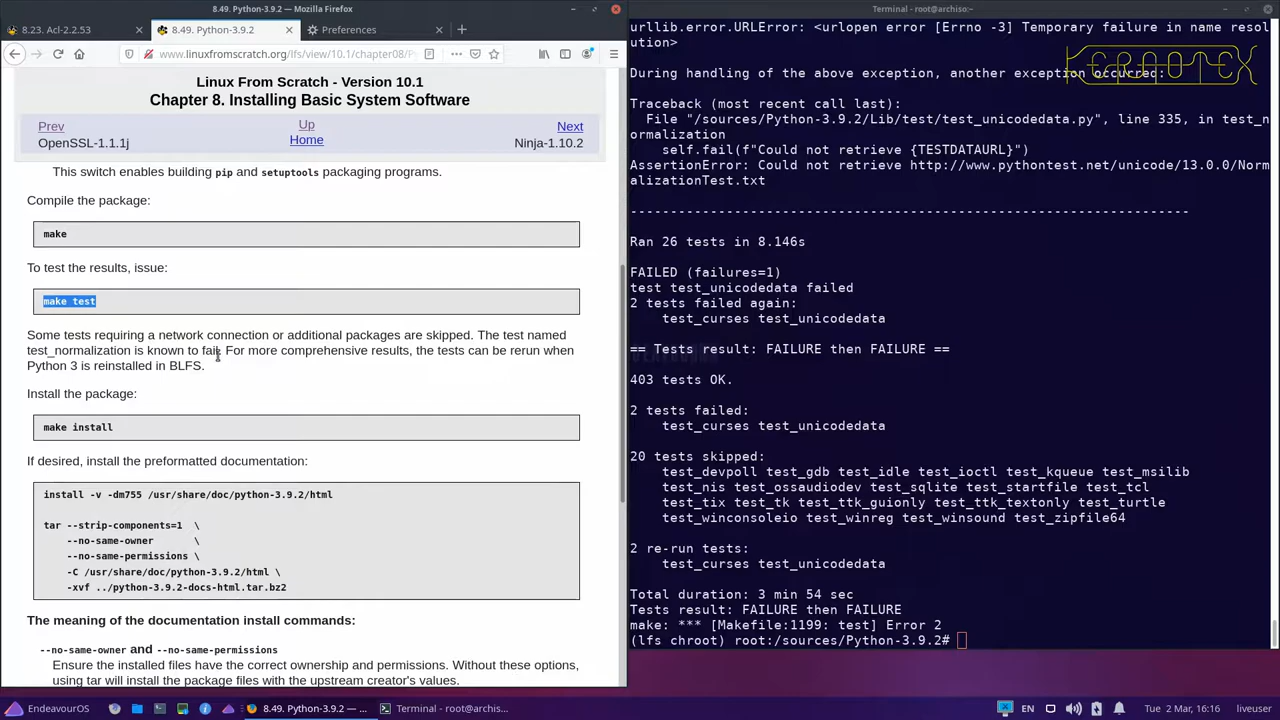 8.49. Python-3.9.2 — Mozilla Firefox
8.23. Acl-2.2.53
8.49. Python-3.9.2
Preferences
www.linuxfromscratch.org/lfs/view/10.1/chapter08/P
Linux From Scratch - Version 10.1
Chapter 8. Installing Basic System Software
Prev
Up
Next
OpenSSL-1.1.1j
Home
Ninja-1.10.2
This switch enables building pip and setuptools packaging programs.
Compile the package:
make
To test the results, issue:
make test
Some tests requiring a network connection or additional packages are skipped. The test named
test_normalization is known to fail. For more comprehensive results, the tests can be rerun when
Python 3 is reinstalled in BLFS.
Install the package:
make install
If desired, install the preformatted documentation:
install -v -dm755 /usr/share/doc/python-3.9.2/html
tar --strip-components=1 \
--no-same-owner \
--no-same-permissions \
-C /usr/share/doc/python-3.9.2/html \
-xvf ../python-3.9.2-docs-html.tar.bz2
The meaning of the documentation install commands:
--no-same-owner and --no-same-permissions
Ensure the installed files have the correct ownership and permissions. Without these options,
using tar will install the package files with the upstream creator's values.
Terminal - root@archiso:~
urllib.error.URLError: <urlopen error [Errno -3] Temporary failure in name resol
ution>
During handling of the above exception, another exception occurred:
Traceback (most recent call last):
File "/sources/Python-3.9.2/Lib/test/test_unicodedata.py", line 335, in test_n
ormalization
self.fail(f"Could not retrieve {TESTDATAURL}")
AssertionError: Could not retrieve http://www.pythontest.net/unicode/13.0.0/Norm
alizationTest.txt
----------------------------------------------------------------------
Ran 26 tests in 8.146s
FAILED (failures=1)
test test_unicodedata failed
2 tests failed again:
test_curses test_unicodedata
== Tests result: FAILURE then FAILURE ==
403 tests OK.
2 tests failed:
test_curses test_unicodedata
20 tests skipped:
test_devpoll test_gdb test_idle test_ioctl test_kqueue test_msilib
test_nis test_ossaudiodev test_sqlite test_startfile test_tcl
test_tix test_tk test_ttk_guionly test_ttk_textonly test_turtle
test_winconsoleio test_winreg test_winsound test_zipfile64
2 re-run tests:
test_curses test_unicodedata
Total duration: 3 min 54 sec
Tests result: FAILURE then FAILURE
make: *** [Makefile:1199: test] Error 2
(lfs chroot) root:/sources/Python-3.9.2#
EndeavourOS
8.49. Python-3.9.2 — ...
Terminal - root@archis...
EN
Tue 2 Mar, 16:16
liveuser